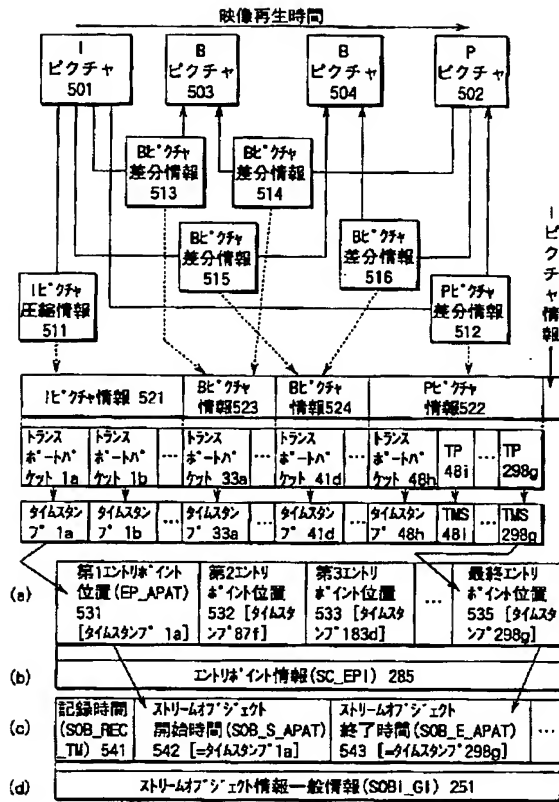 映像再生時間
I
ピクチャ
501
B
ピクチャ
503
B
ピクチャ
504
P
ピクチャ
502
Bピクチャ
差分情報
513
Bピクチャ
差分情報
514
Bピクチャ
差分情報
515
Bピクチャ
差分情報
516
Iピクチャ
圧縮情報
511
Pピクチャ
差分情報
512
Iピクチャ情報
Iピクチャ情報 521
Bピクチャ
情報523
Bピクチャ
情報524
Pピクチャ
情報522
トランス
ポートパ
ケット 1a
トランス
ポートパ
ケット 1b
…
トランス
ポートパ
ケット 33a
…
トランス
ポートパ
ケット 41d
…
トランス
ポートパ
ケット 48h
TP
48i
…
TP
298g
タイムスタン
プ 1a
タイムスタン
プ 1b
…
タイムスタン
プ 33a
…
タイムスタン
プ 41d
…
タイムスタン
プ 48h
TMS
48i
…
TMS
298g
(a)
第1エントリポイント
位置(EP_APAT)
531
[タイムスタンプ 1a]
第2エントリ
ポイント位置
532 [タイムスタ
ンプ87f]
第3エントリ
ポイント位置
533 [タイムスタ
ンプ183d]
…
最終エントリ
ポイント位置
535 [タイムスタ
ンプ298g]
(b)
エントリポイント情報(SC_EPI) 285
(c)
記録時間
(SOB_REC
_TM) 541
ストリームオブジェクト
開始時間(SOB_S_APAT)
542 [=タイムスタンプ1a]
ストリームオブジェクト
終了時間(SOB_E_APAT)
543 [=タイムスタンプ298g]
…
(d)
ストリームオブジェクト情報一般情報(SOBI_GI) 251